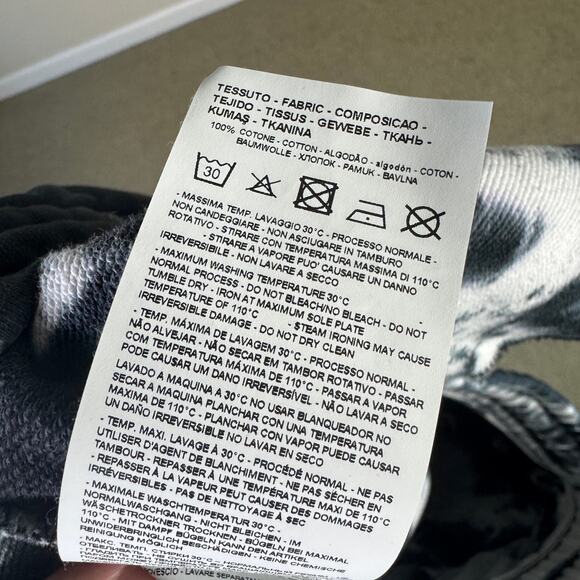 TESSUTO - FABRIC - COMPOSICAO -
TEJIDO - TISSUS - GEWEBE - ТКАНЬ -
KUMAŞ - TKANINA
100% COTONE - COTTON - ALGODÃO - algodón - COTON -
BAUMWOLLE - ХЛОПОК - PAMUK - BAVLNA
30
- MASSIMA TEMP. LAVAGGIO 30°C - PROCESSO NORMALE -
NON CANDEGGIARE - NON ASCIUGARE IN TAMBURO
ROTATIVO - STIRARE CON TEMPERATURA MASSIMA DI 110°C
- STIRARE A VAPORE PUO' CAUSARE UN DANNO
IRREVERSIBILE - NON LAVARE A SECCO
- MAXIMUM WASHING TEMPERATURE 30°C -
NORMAL PROCESS - DO NOT BLEACHINO BLEACH - DO NOT
TUMBLE DRY - IRON AT MAXIMUM SOLE PLATE
TEMPERATURE OF 110°C - STEAM IRONING MAY CAUSE
IRREVERSIBLE DAMAGE - DO NOT DRY CLEAN
- TEMP. MÁXIMA DE LAVAGEM 30°C - PROCESSO NORMAL -
NÃO ALVEJAR - NÃO SECAR EM TAMBOR ROTATIVO - PASSAR
COM TEMPERATURA MÁXIMA DE 110°C - PASSAR A VAPOR
PODE CAUSAR UM DANO IRREVERSÍVEL - NÃO LAVAR A SECO
LAVADO A MAQUINA A 30°C NO USAR BLANQUEADOR NO
SECAR A MAQUINA PLANCHAR CON UNA TEMPERATURA
MAXIMA DE 110°C - PLANCHAR CON VAPOR PUEDE CAUSAR
UN DAÑO IRREVERSIBLE NO LAVAR EN SECO
- TEMP. MAXI. LAVAGE À 30°C - PROCÉDÉ NORMAL - NE PAS
UTILISER D'AGENT DE BLANCHIMENT - NE PAS SÉCHER EN
TAMBOUR - REPASSER À UNE TEMPÉRATURE MAXI DE 110°C
- REPASSER À LA VAPEUR PEUT CAUSER DES DOMMAGES
IRRÉVERSIBLES - PAS DE NETTOYAGE À SEC
- MAXIMALE WASCHTEMPERATUR 30°C -
NORMALWASCHGANG - NICHT BLEICHEN - IM
WÄSCHETROCKNER TROCKNEN - BÜGELN BEI MAXIMAL
110°C - MIT DAMPF BÜGELN KANN DEN ARTIKEL
UNWIDERBRINGLICH BESCHÄDIGEN - KEINE CHEMISCHE
REINIGUNG MÖGLICH
- МАКС. ТЕМП. СТИРКИ 30°C - НОРМАЛЬНЫЙ
LAVARE